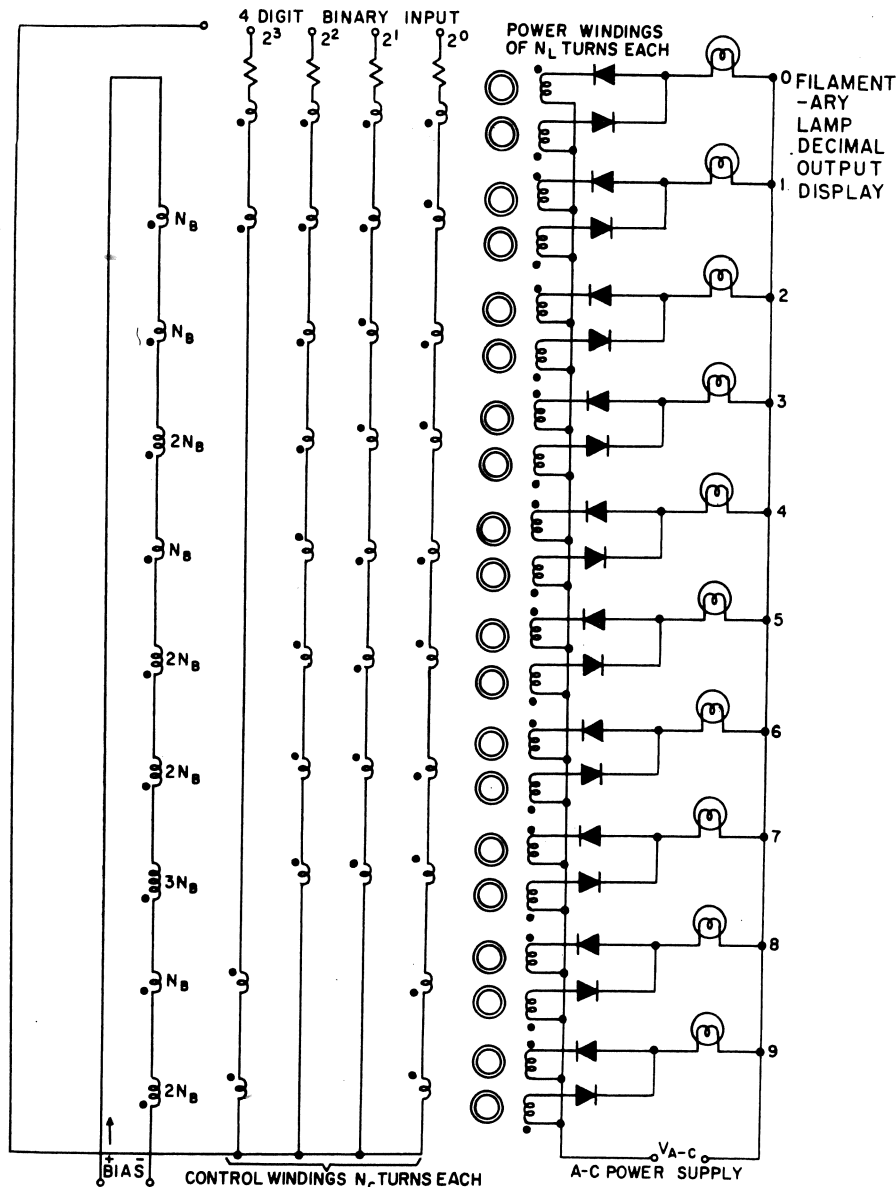 4 DIGIT BINARY INPUT
2³ 2² 2¹ 2⁰
POWER WINDINGS
OF N_L TURNS EACH
0 FILAMENT
-ARY
LAMP
DECIMAL
OUTPUT
DISPLAY
1
N_B
2
N_B
3
2N_B
4
N_B
5
2N_B
6
2N_B
7
3N_B
8
N_B
9
2N_B
+ -
BIAS
CONTROL WINDINGS N_C TURNS EACH
V_A-C
A-C POWER SUPPLY